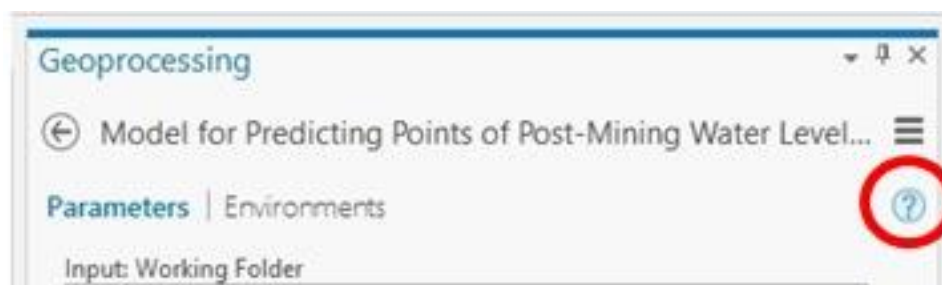 Geoprocessing
Model for Predicting Points of Post-Mining Water Level...
Parameters | Environments
?
Input: Working Folder